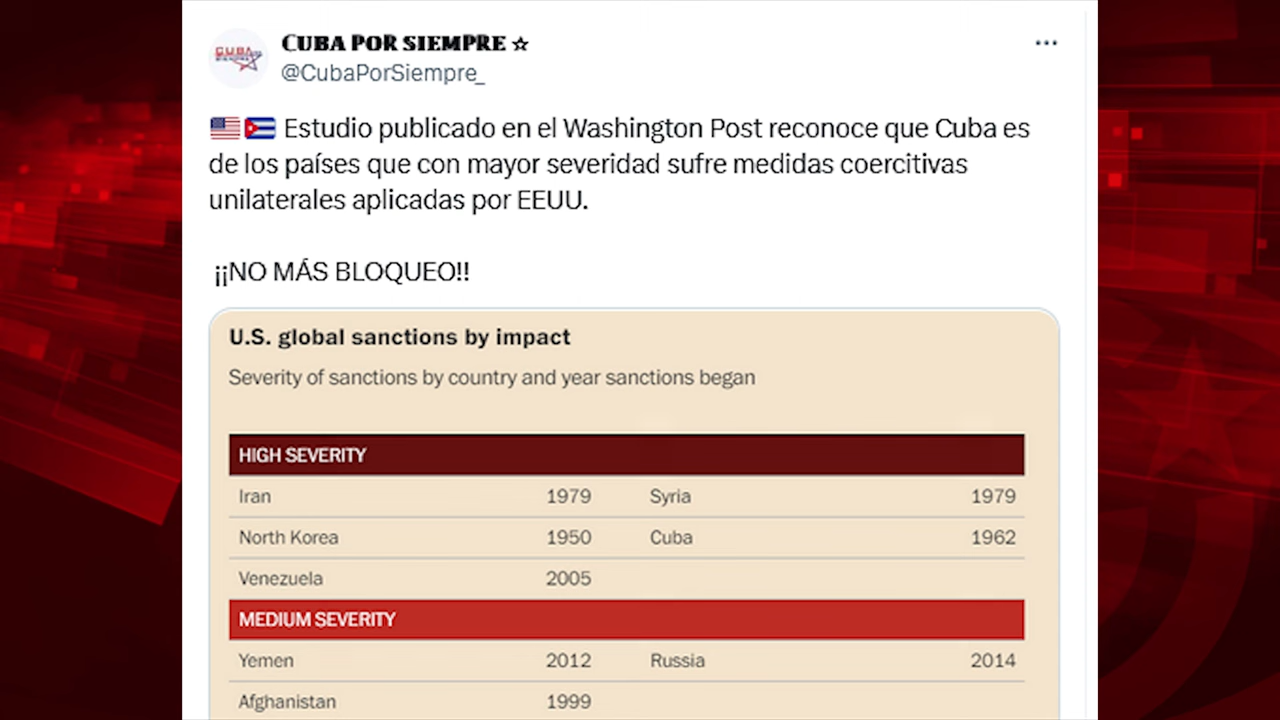 CUBA POR SIEMPRE ☆
CUBA
SIEMPRE
@CubaPorSiempre_
🇺🇸🇨🇺 Estudio publicado en el Washington Post reconoce que Cuba es
de los países que con mayor severidad sufre medidas coercitivas
unilaterales aplicadas por EEUU.
¡¡NO MÁS BLOQUEO!!
U.S. global sanctions by impact
Severity of sanctions by country and year sanctions began
HIGH SEVERITY
Iran 1979 Syria 1979
North Korea 1950 Cuba 1962
Venezuela 2005
MEDIUM SEVERITY
Yemen 2012 Russia 2014
Afghanistan 1999